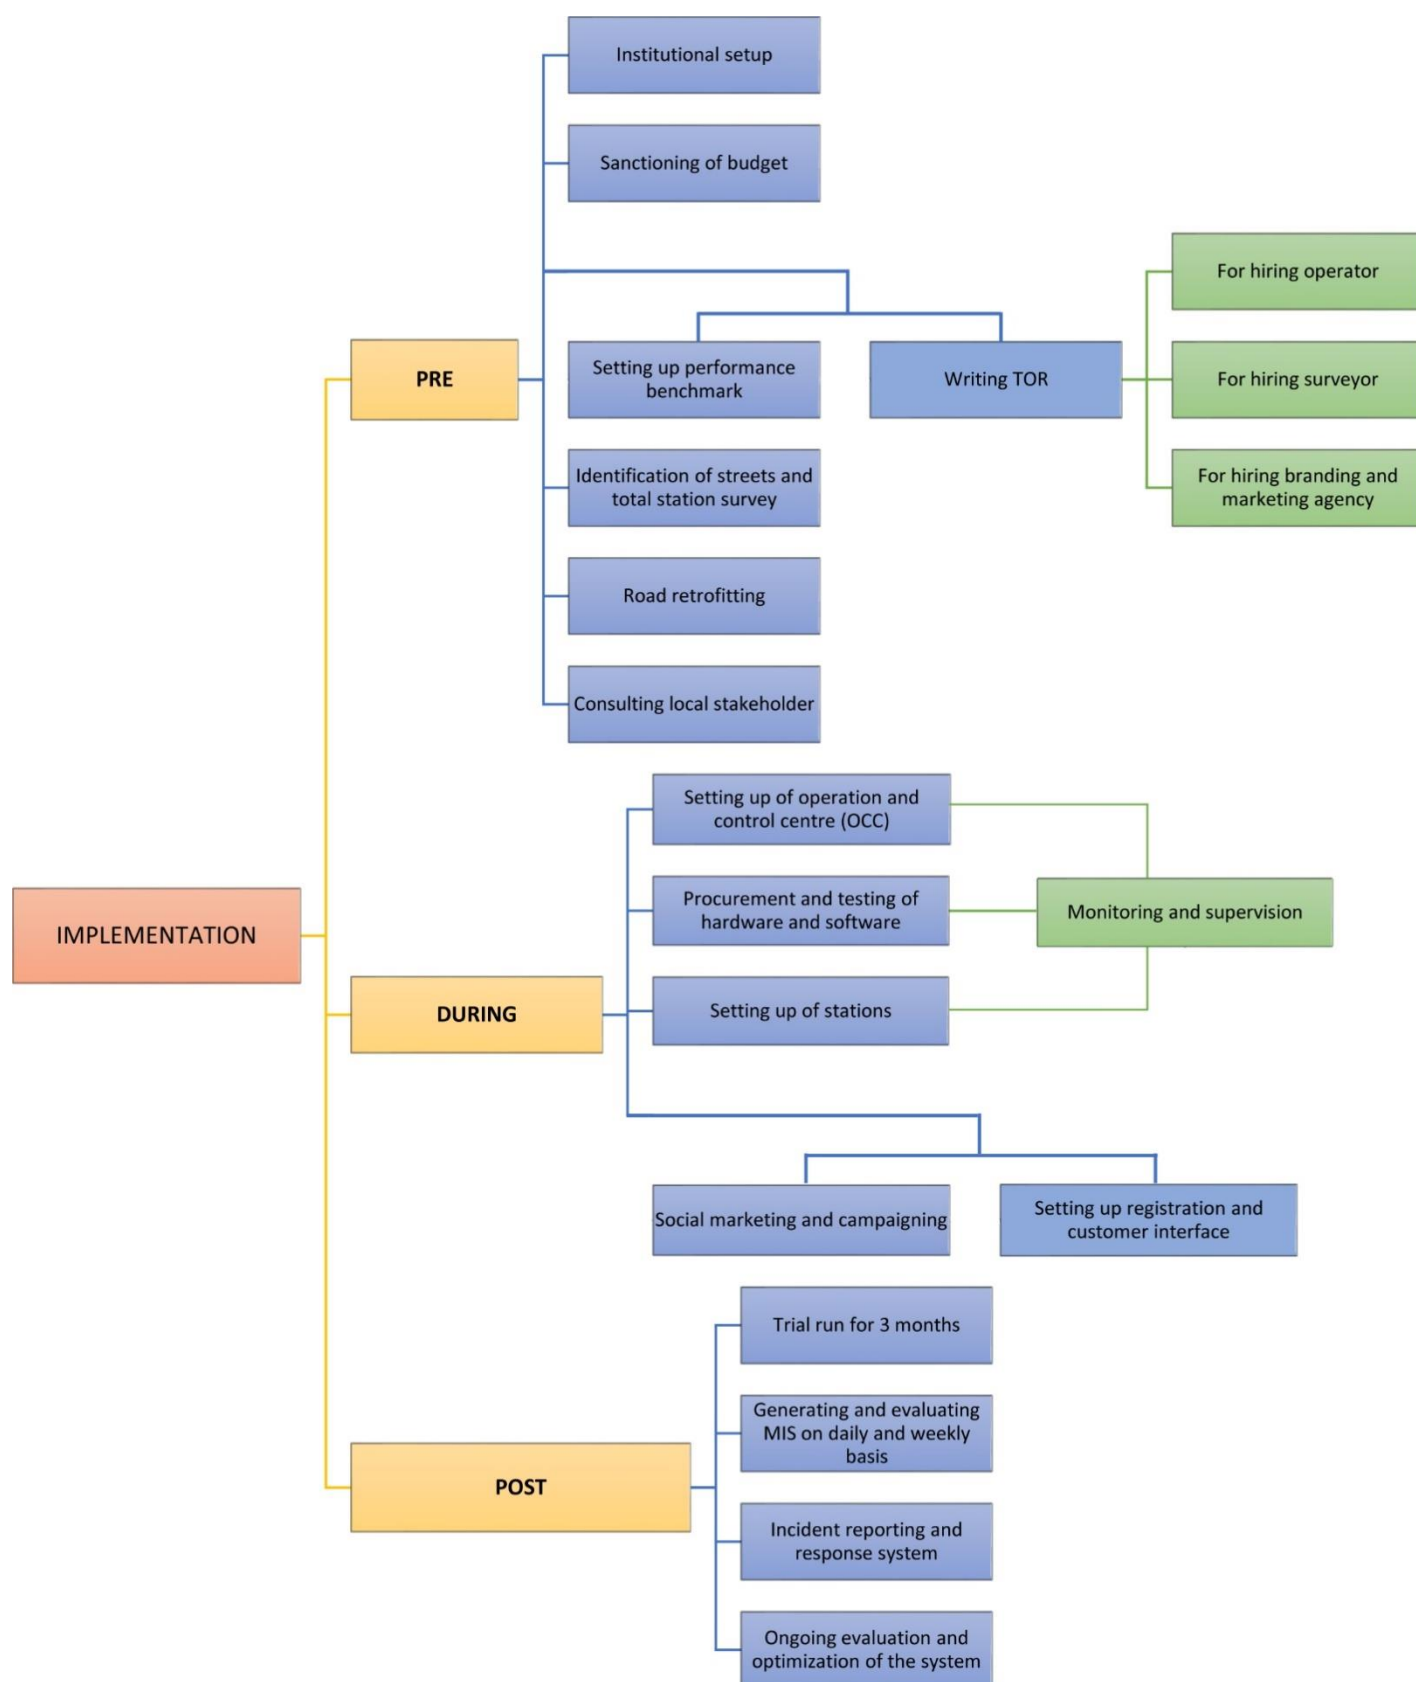 Institutional setup
Sanctioning of budget
For hiring operator
PRE
Setting up performance
benchmark
Writing TOR
For hiring surveyor
Identification of streets and
total station survey
For hiring branding and
marketing agency
Road retrofitting
Consulting local stakeholder
IMPLEMENTATION
Setting up of operation and
control centre (OCC)
Procurement and testing of
hardware and software
Monitoring and supervision
DURING
Setting up of stations
Social marketing and campaigning
Setting up registration and
customer interface
Trial run for 3 months
Generating and evaluating
MIS on daily and weekly
basis
POST
Incident reporting and
response system
Ongoing evaluation and
optimization of the system